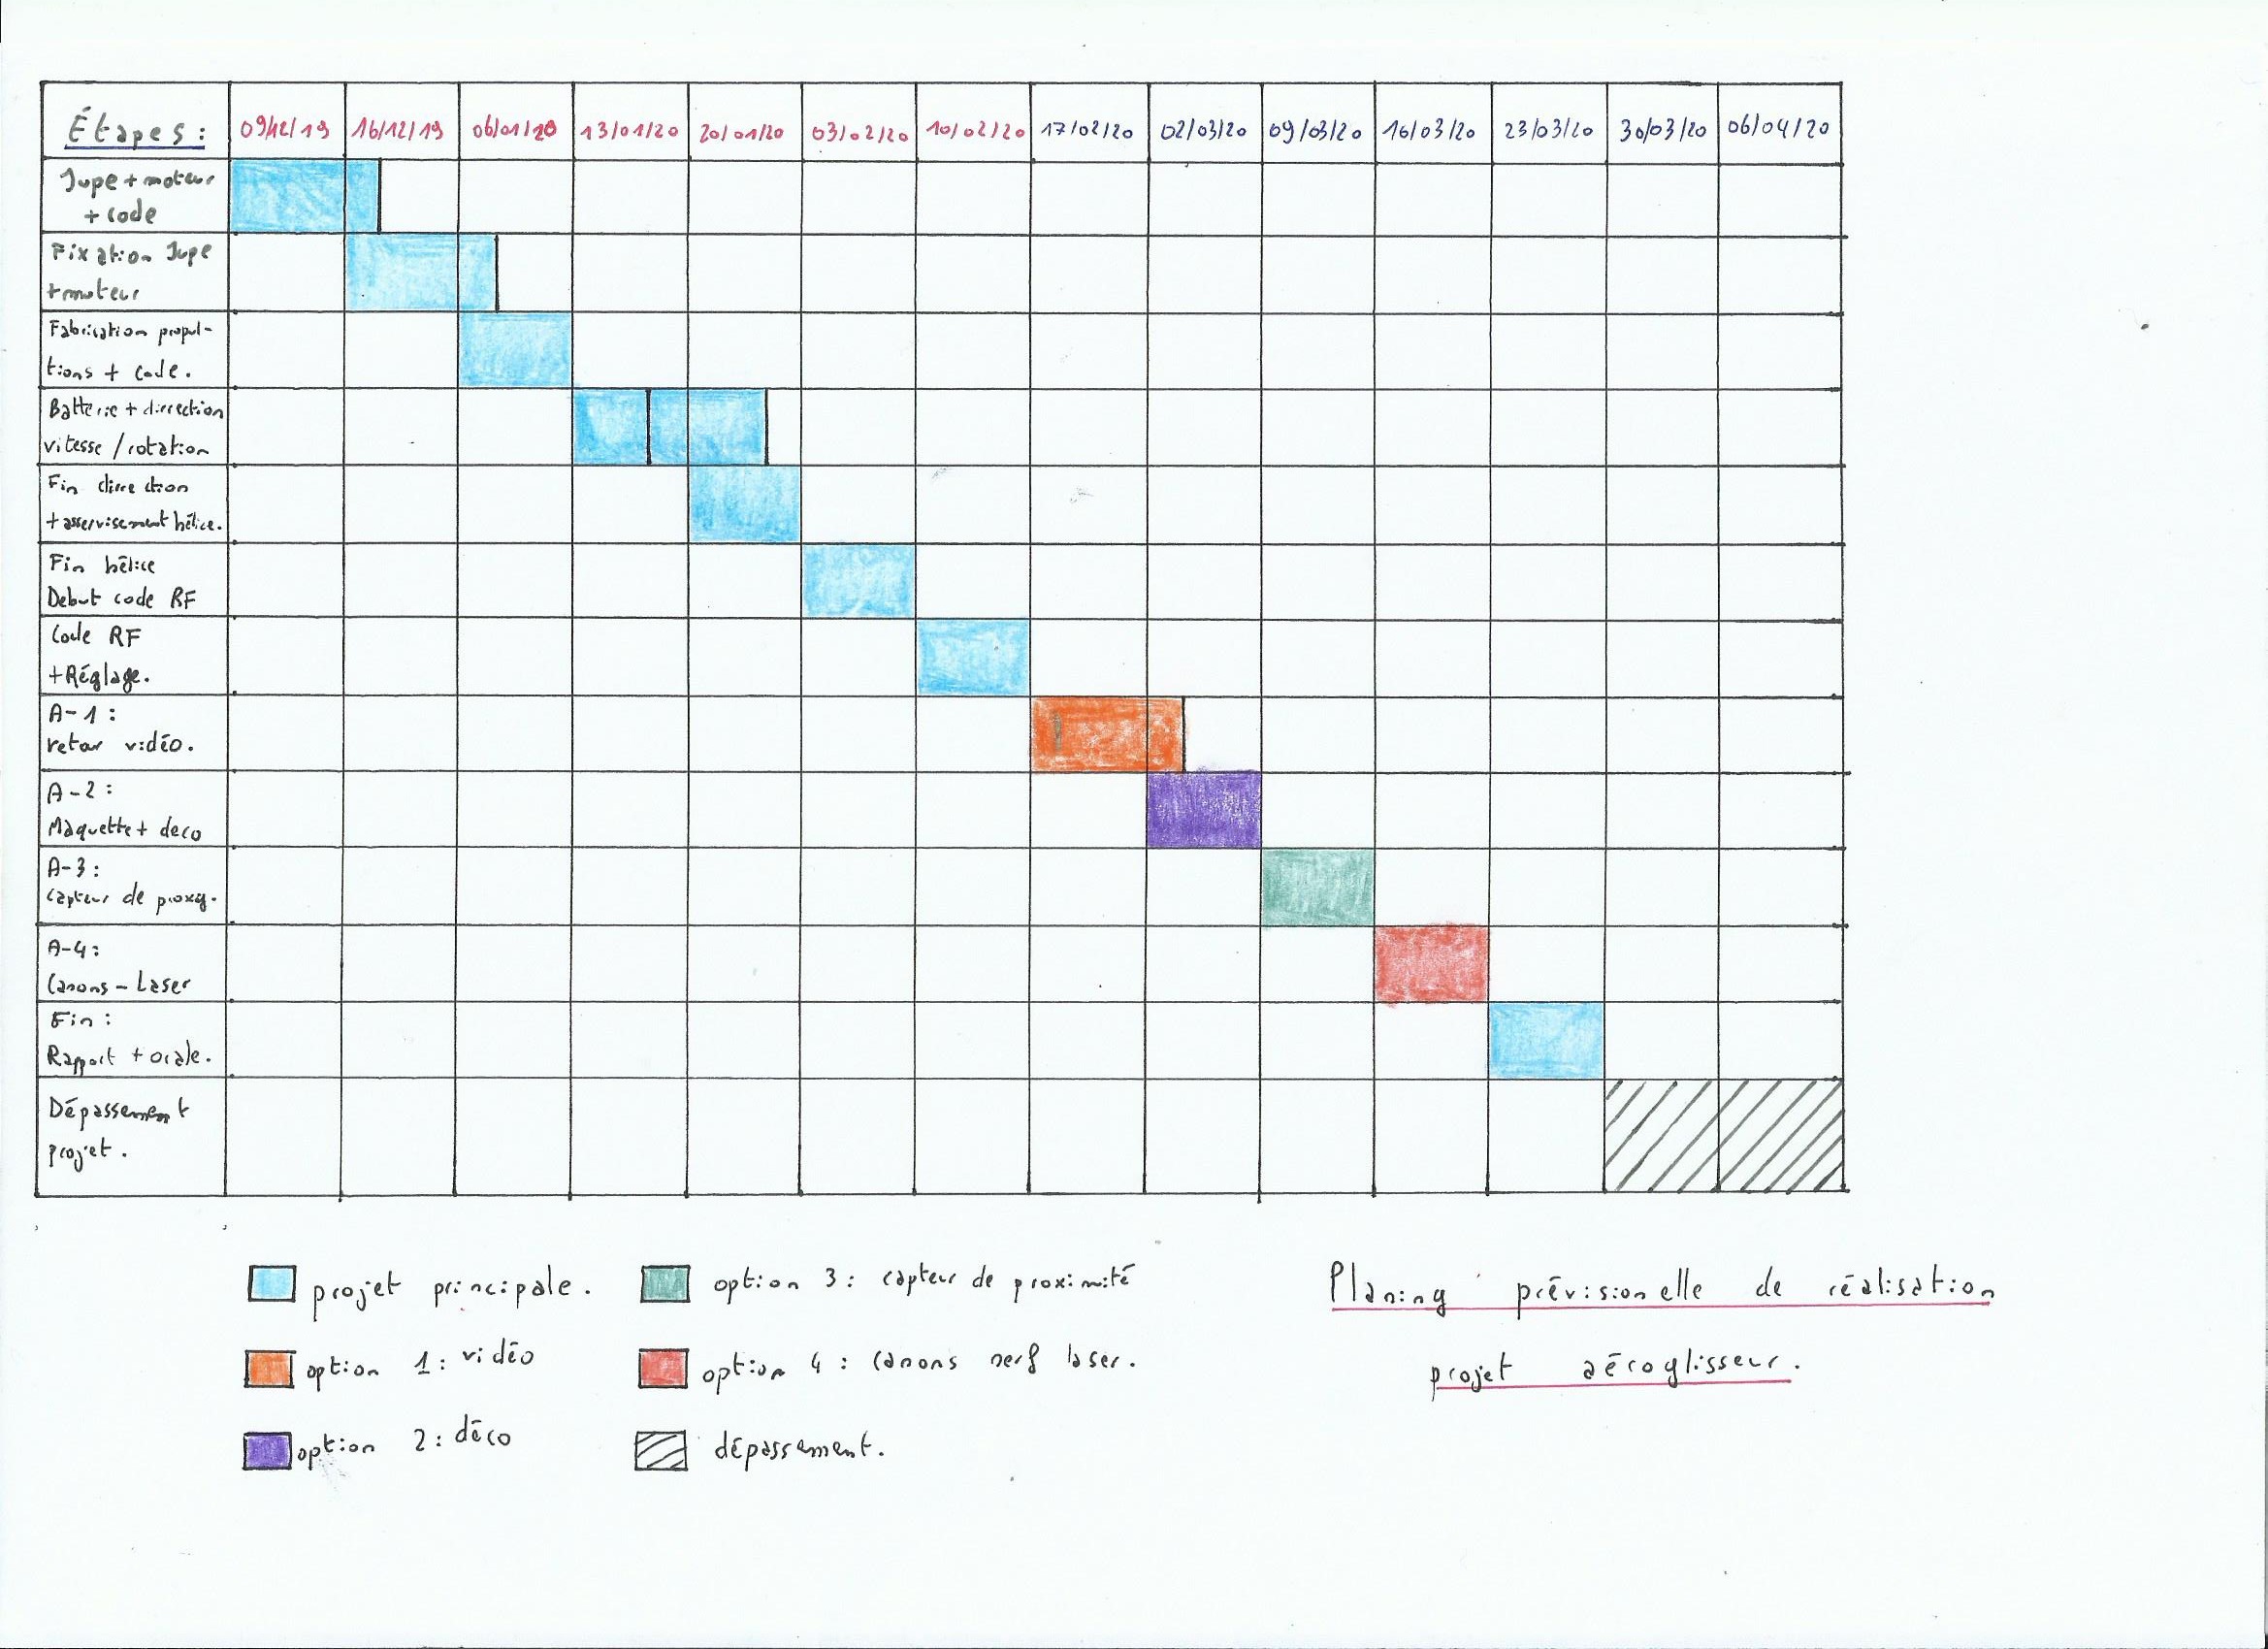 Étapes : 09/12/19 16/12/19 06/01/20 13/01/20 20/01/20 03/02/20 10/02/20 17/02/20 02/03/20 09/03/20 16/03/20 23/03/20 30/03/20 06/04/20
Jupe + moteur
+ code
Fixation Jupe
+ moteur
Fabrication propul-
tions + code.
Batterie + dirrection
vitesse / rotation
Fin dirrection
+ asservisement hélice.
Fin hélice
Debut code RF
Code RF
+ Réglage.
A-1 :
retour vidéo.
A-2 :
Maquette + deco
A-3 :
Capteur de proxy.
A-4 :
Canons - Laser
Fin :
Rapport + orale.
Dépassement
projet.
projet principale.
option 1 : vidéo
option 2 : déco
option 3 : capteur de proximité
option 4 : canons nerf laser.
dépassement.
Planing prévisionelle de réalisation
projet aéroglisseur.